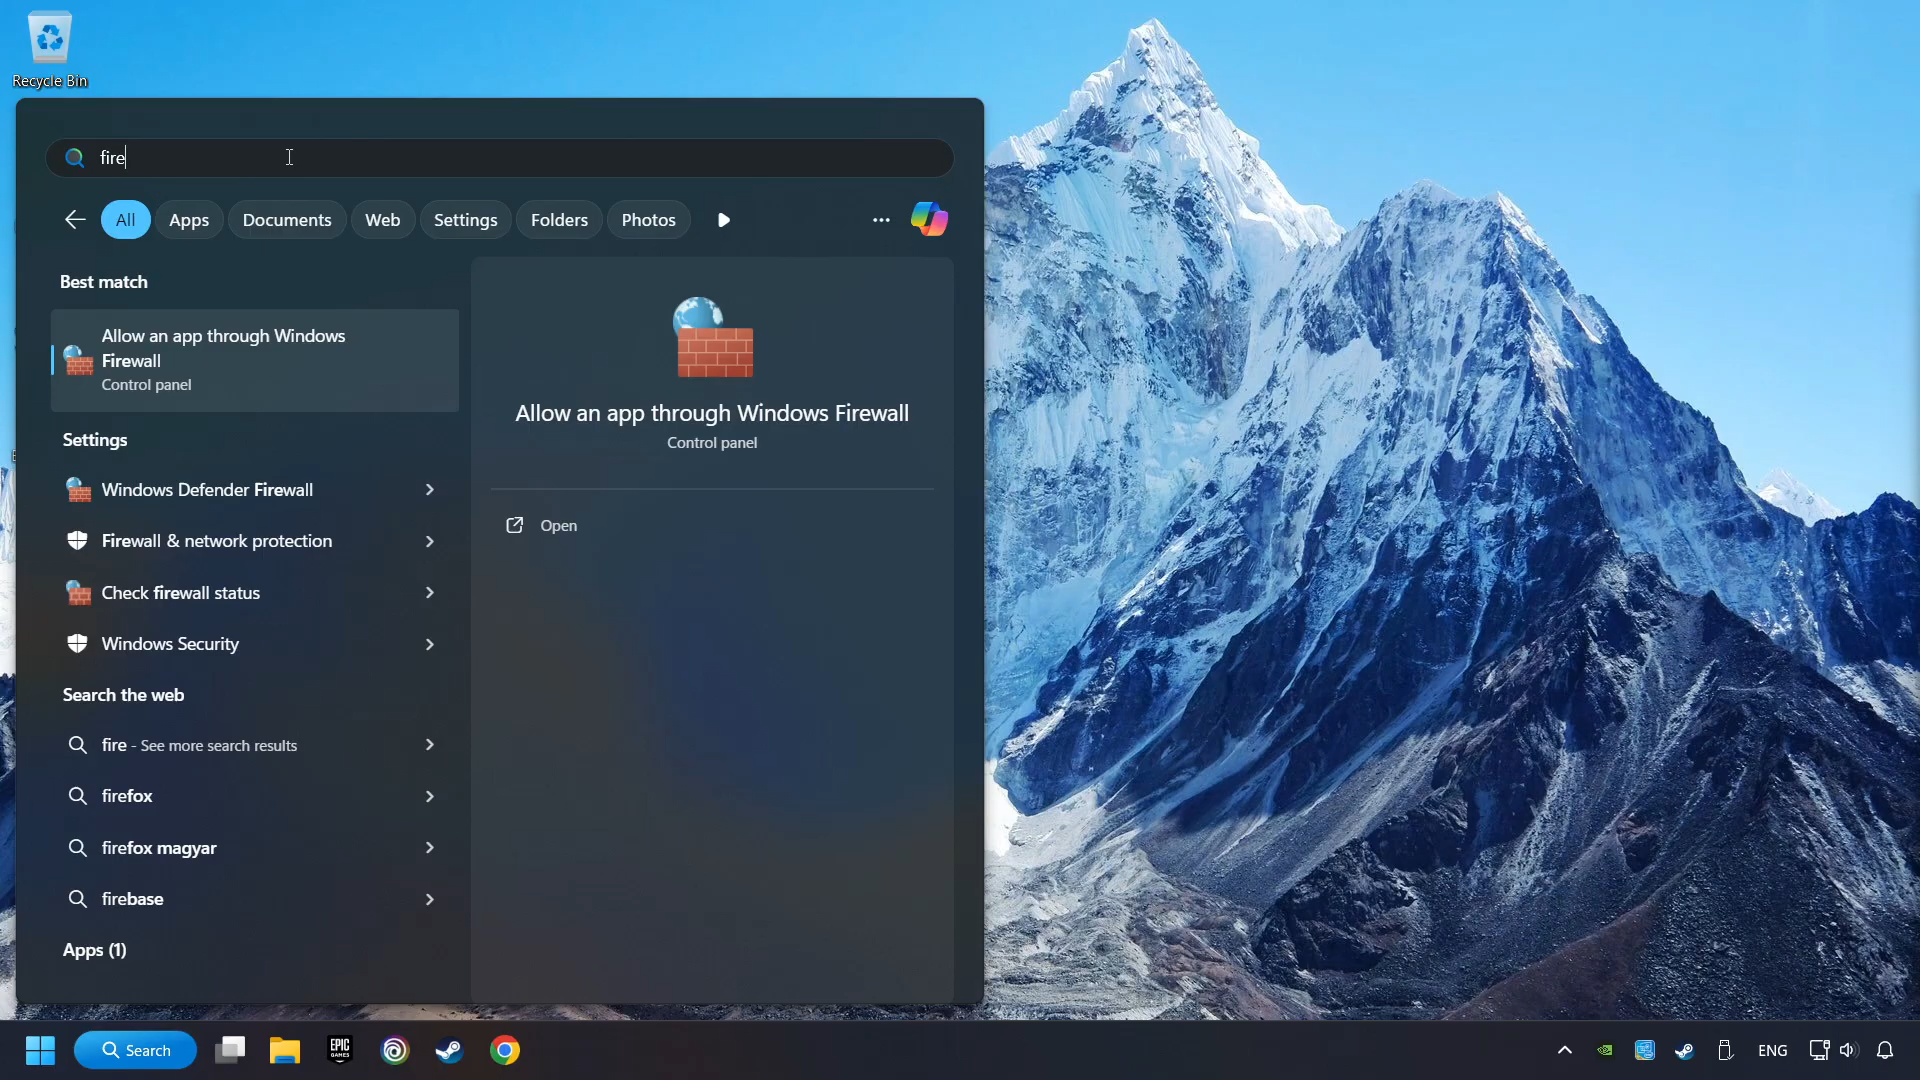 Recycle Bin
fire
All
Apps
Documents
Web
Settings
Folders
Photos
Best match
Allow an app through Windows
Firewall
Control panel
Settings
Windows Defender Firewall
Firewall & network protection
Check firewall status
Windows Security
Search the web
fire - See more search results
firefox
firefox magyar
firebase
Apps (1)
Allow an app through Windows Firewall
Control panel
Open
Search
EPIC
GAMES
ENG